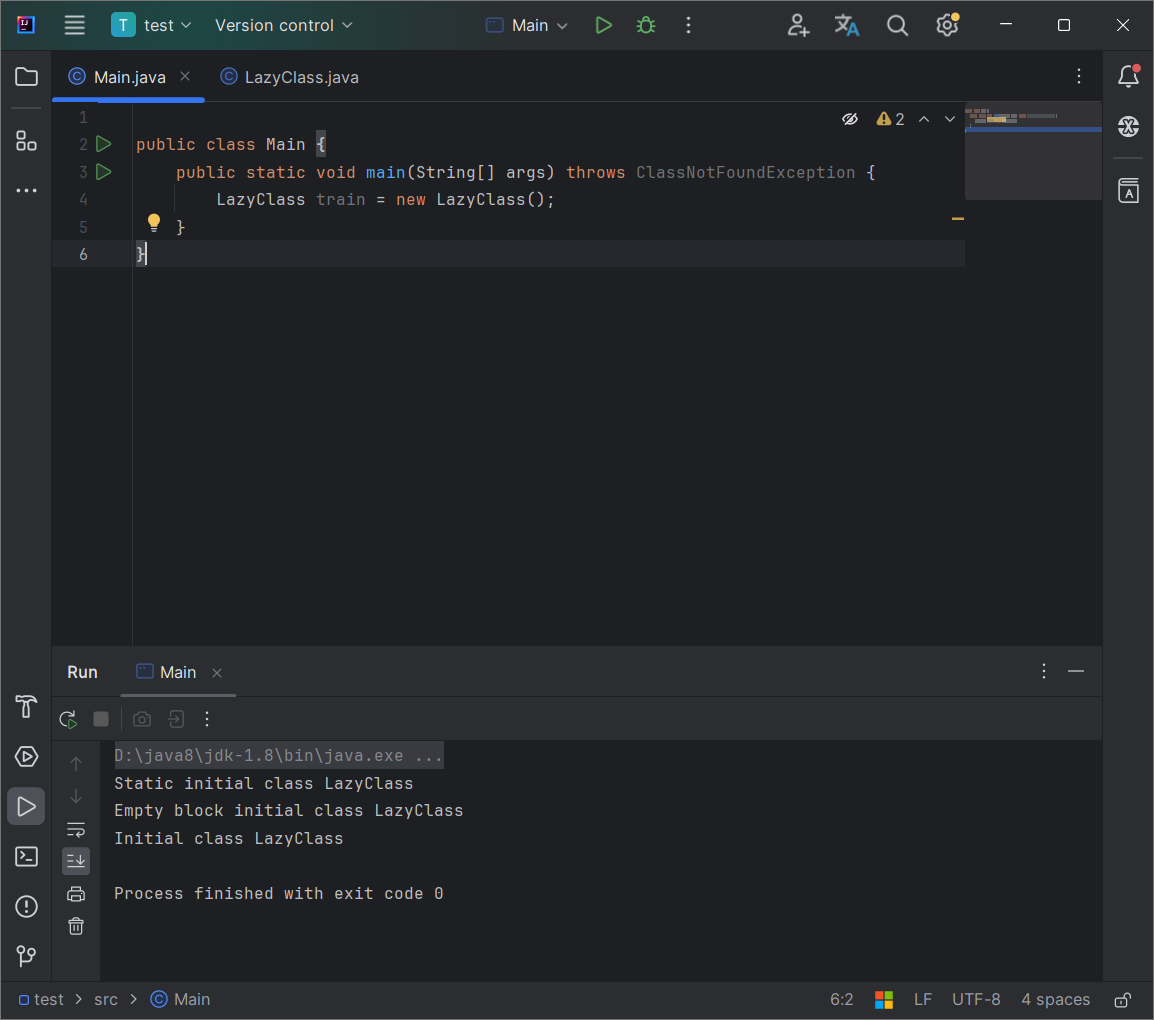 T test Version control Main
Main.java LazyClass.java
1
2 public class Main {
3 public static void main(String[] args) throws ClassNotFoundException {
4 LazyClass train = new LazyClass();
5 }
6 }
2
Run Main
D:\java8\jdk-1.8\bin\java.exe ...
Static initial class LazyClass
Empty block initial class LazyClass
Initial class LazyClass
Process finished with exit code 0
test > src > Main 6:2 LF UTF-8 4 spaces